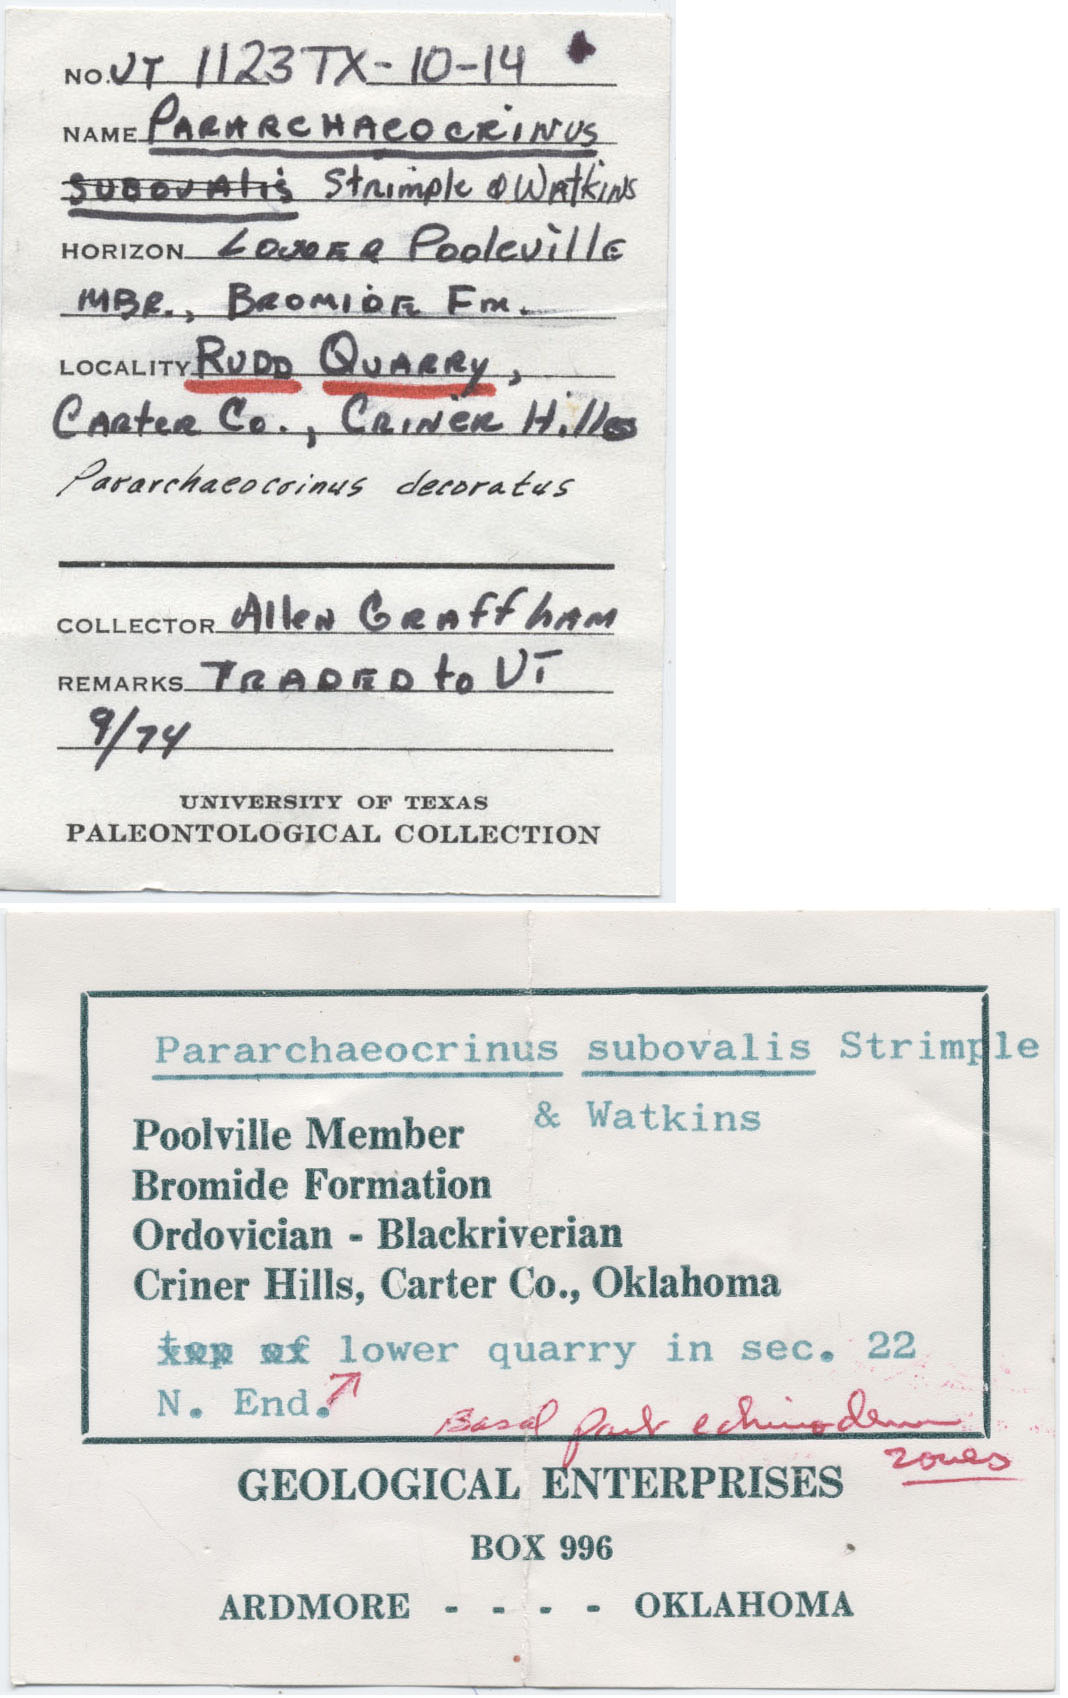 NO. UT 1123TX-10-14
NAME PARARCHAEOCRINUS
SUBOVALIS Strimple & Watkins
HORIZON LOWER Pooleville
MBR., BROMIDE Fm.
LOCALITY RUDD QUARRY,
CARTER Co., CRINER Hills
Pararchaeocrinus decoratus
COLLECTOR Allen Graffham
REMARKS TRADED to UT
9/74
UNIVERSITY OF TEXAS
PALEONTOLOGICAL COLLECTION
Pararchaeocrinus subovalis Strimple
& Watkins
Poolville Member
Bromide Formation
Ordovician - Blackriverian
Criner Hills, Carter Co., Oklahoma
top of lower quarry in sec. 22
N. End.
Basal part echinoderm
zones
GEOLOGICAL ENTERPRISES
BOX 996
ARDMORE - - - - OKLAHOMA